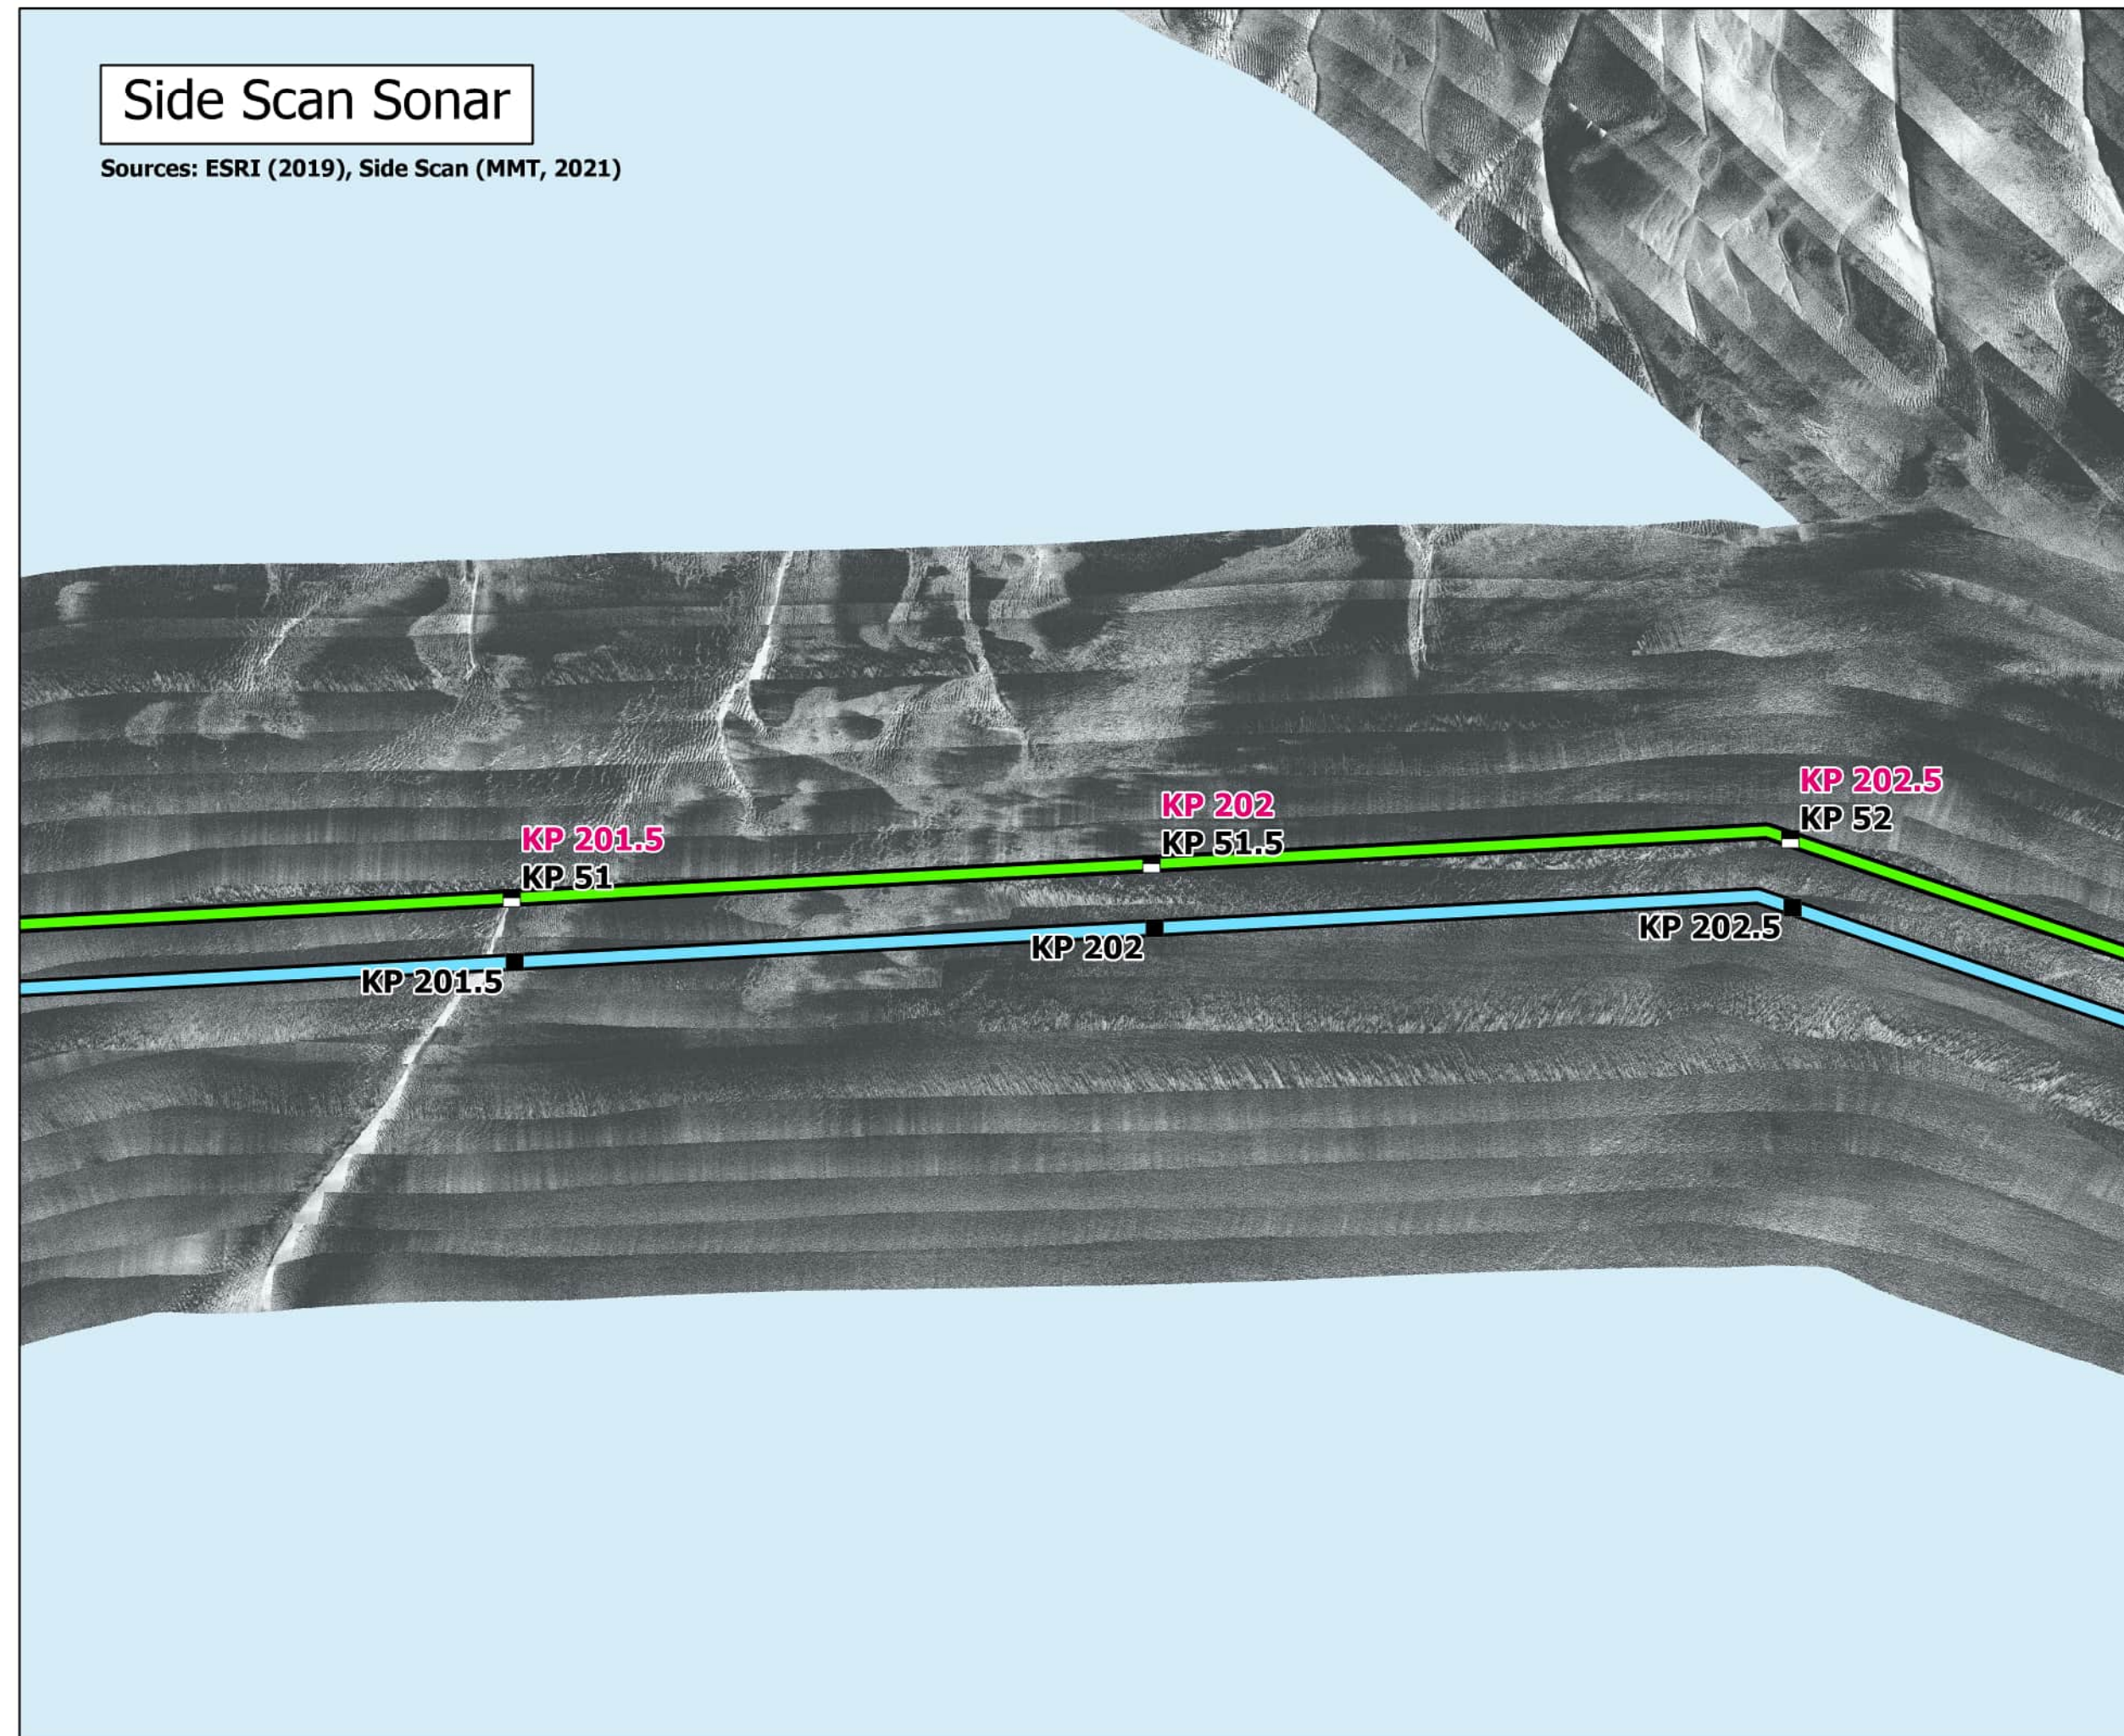 Side Scan Sonar
Sources: ESRI (2019), Side Scan (MMT, 2021)
KP 201.5
KP 51
KP 202
KP 51.5
KP 202.5
KP 52
KP 201.5
KP 202
KP 202.5